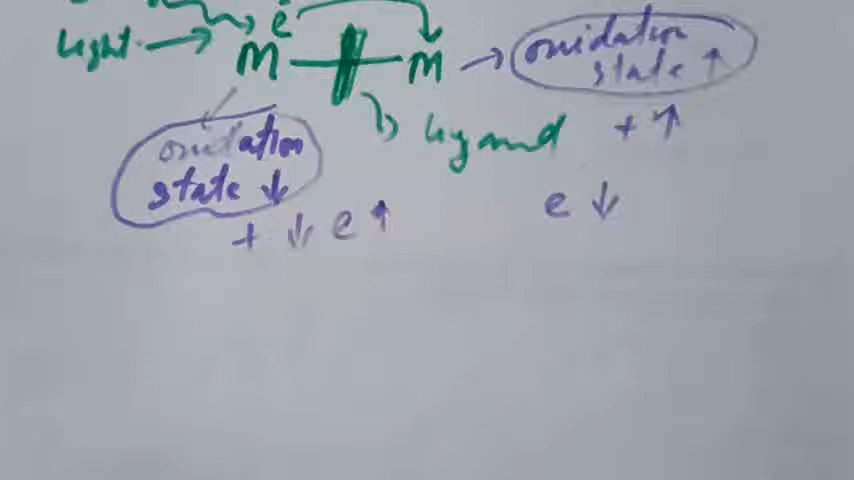 e
light → M — M → oxidation
state ↑
ligand + ↑
oxidation
state ↓
+ ↓ e ↑ e ↓